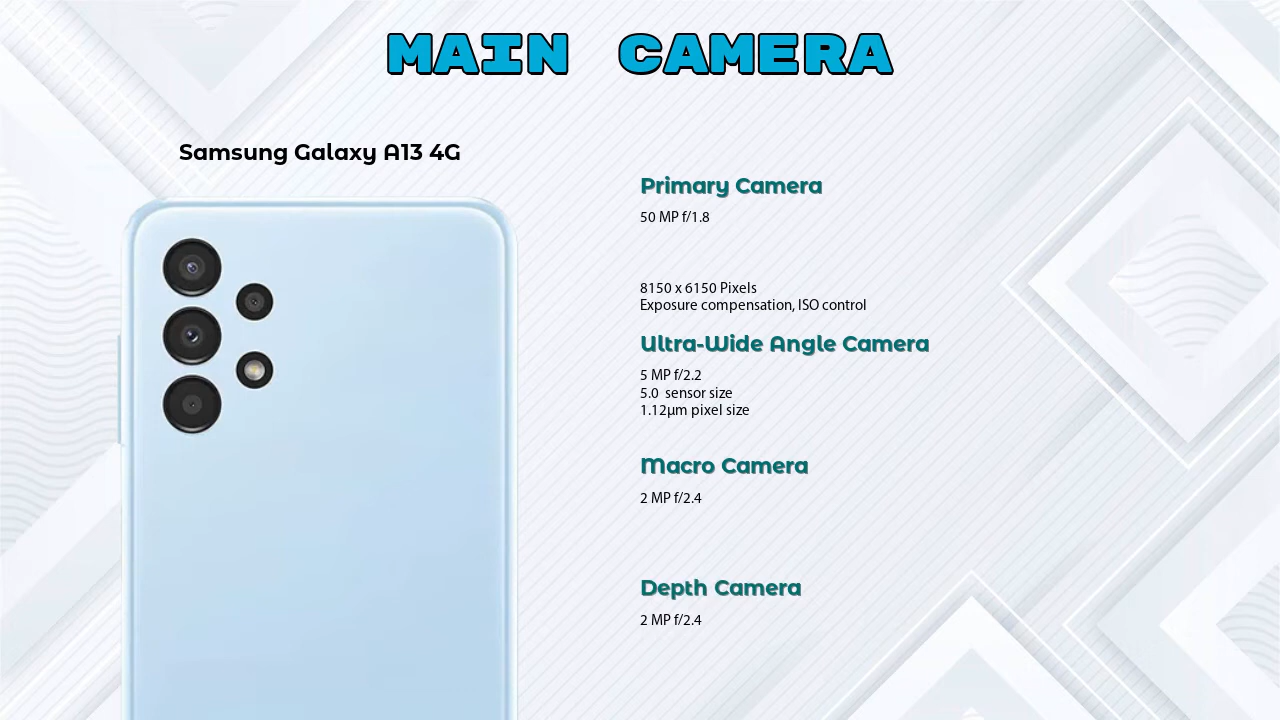 MAIN CAMERA
Samsung Galaxy A13 4G
Primary Camera
50 MP f/1.8
8150 x 6150 Pixels
Exposure compensation, ISO control
Ultra-Wide Angle Camera
5 MP f/2.2
5.0  sensor size
1.12µm pixel size
Macro Camera
2 MP f/2.4
Depth Camera
2 MP f/2.4